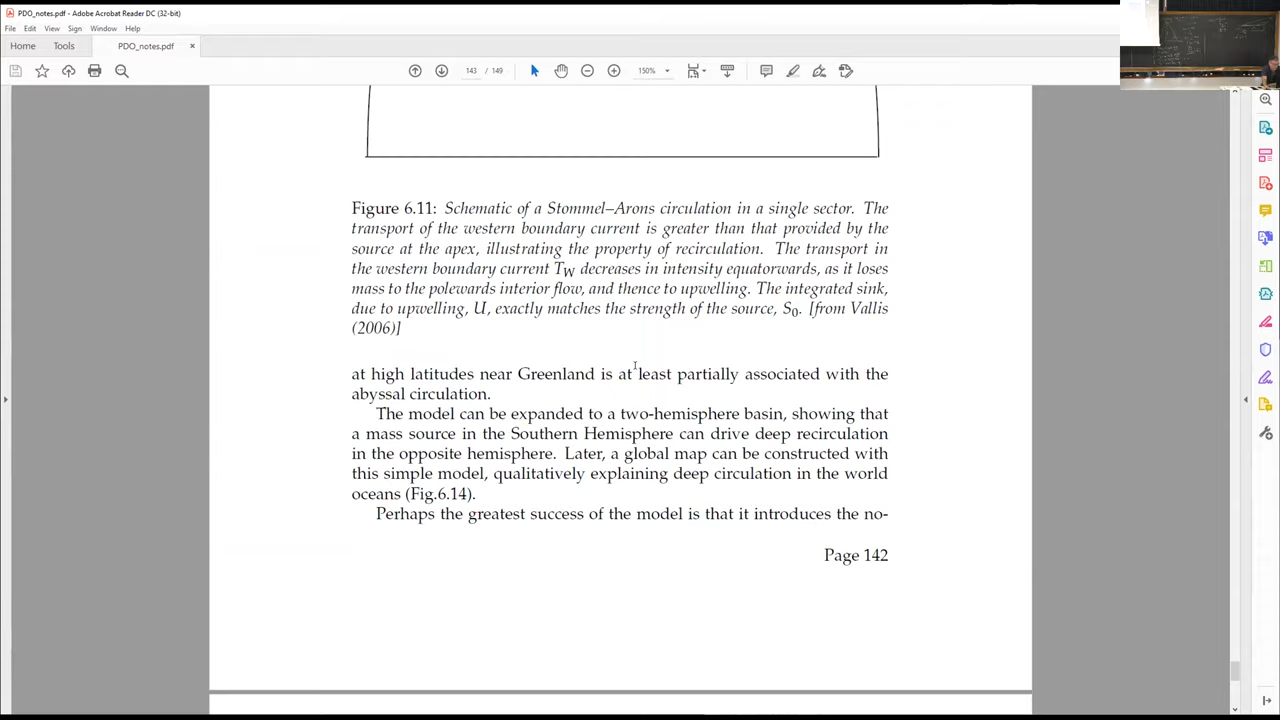 PDO_notes.pdf - Adobe Acrobat Reader DC (32-bit)
File Edit View Sign Window Help
Home Tools PDO_notes.pdf ×
143 / 149 150%
Figure 6.11: Schematic of a Stommel–Arons circulation in a single sector. The
transport of the western boundary current is greater than that provided by the
source at the apex, illustrating the property of recirculation. The transport in
the western boundary current TW decreases in intensity equatorwards, as it loses
mass to the polewards interior flow, and thence to upwelling. The integrated sink,
due to upwelling, U, exactly matches the strength of the source, S0. [from Vallis
(2006)]
at high latitudes near Greenland is at least partially associated with the
abyssal circulation.
The model can be expanded to a two-hemisphere basin, showing that
a mass source in the Southern Hemisphere can drive deep recirculation
in the opposite hemisphere. Later, a global map can be constructed with
this simple model, qualitatively explaining deep circulation in the world
oceans (Fig.6.14).
Perhaps the greatest success of the model is that it introduces the no-
Page 142